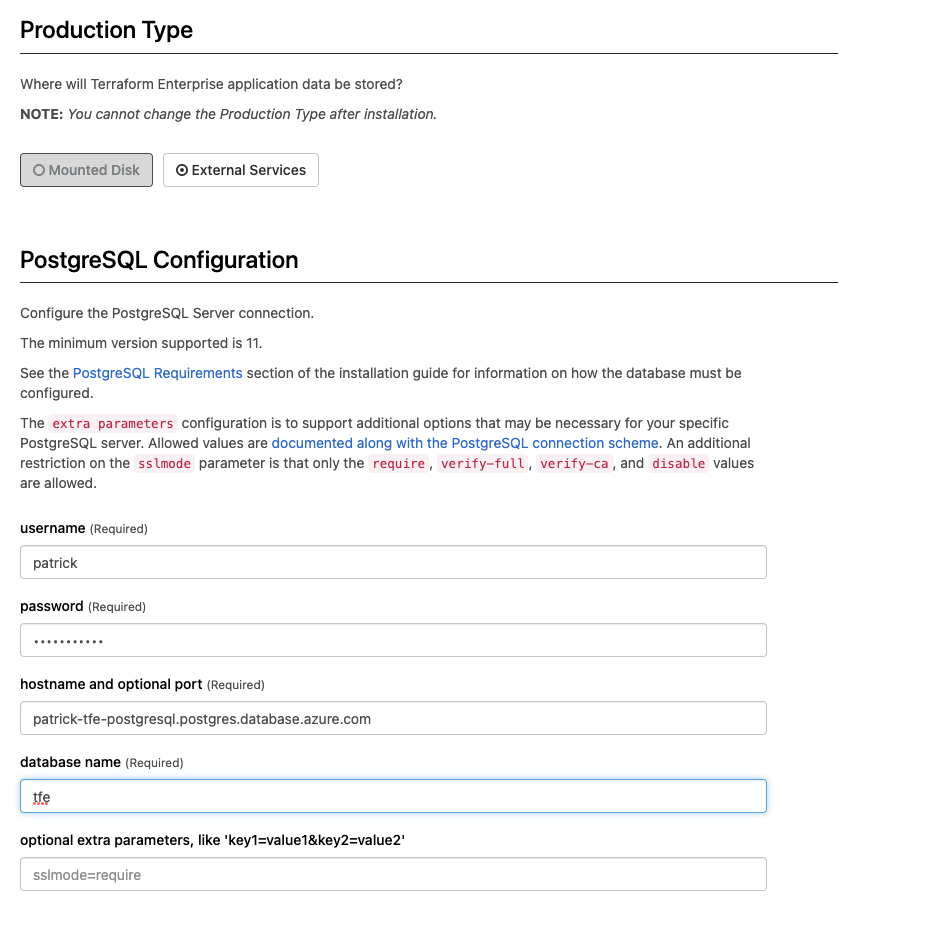 Production Type
Where will Terraform Enterprise application data be stored?
NOTE: You cannot change the Production Type after installation.
Mounted Disk External Services
PostgreSQL Configuration
Configure the PostgreSQL Server connection.
The minimum version supported is 11.
See the PostgreSQL Requirements section of the installation guide for information on how the database must be
configured.
The extra parameters configuration is to support additional options that may be necessary for your specific
PostgreSQL server. Allowed values are documented along with the PostgreSQL connection scheme. An additional
restriction on the sslmode parameter is that only the require, verify-full, verify-ca, and disable values
are allowed.
username (Required)
patrick
password (Required)
•••••••••••
hostname and optional port (Required)
patrick-tfe-postgresql.postgres.database.azure.com
database name (Required)
tfe
optional extra parameters, like 'key1=value1&key2=value2'
sslmode=require